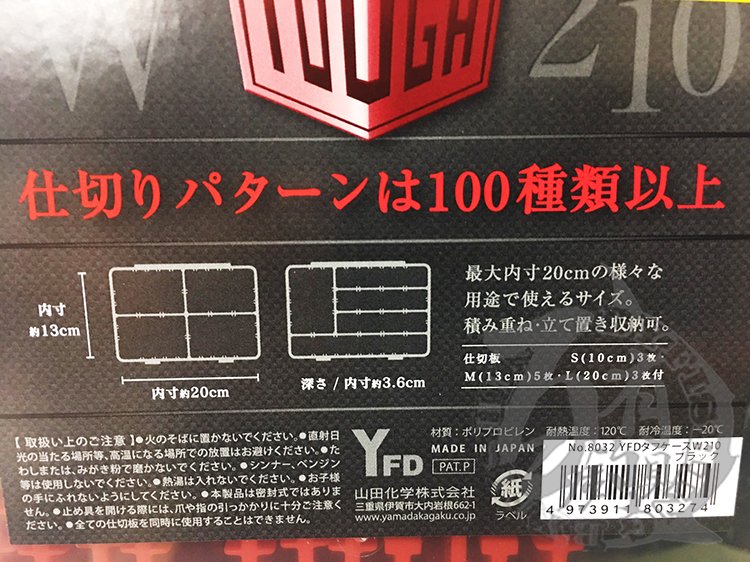 W TOUGH 210
仕切りパターンは100種類以上
内寸
約13cm
内寸約20cm
深さ / 内寸約3.6cm
最大内寸20cmの様々な
用途で使えるサイズ。
積み重ね・立て置き収納可。
仕切板 S(10cm)3枚・
M(13cm)5枚・L(20cm)3枚付
【 取扱い上のご注意 】●火のそばに置かないでください。●直射日
光の当たる場所等、高温になる場所での放置はお避けください。●た
わしまたは、みがき粉で磨かないでください。●シンナー、ベンジン
等は使用しないでください。●熱湯は入れないでください。●お子様
の手にふれないようにしてください。●本製品は密封式ではありま
せん。●止め具を開ける際には、爪や指の引っかかりに十分ご注意く
ださい。●全ての仕切板を同時に使用することはできません。
YFD
材質：ポリプロピレン 耐熱温度：120℃ 耐冷温度：−20℃
MADE IN JAPAN
PAT.P
山田化学株式会社
三重県伊賀市大内岩根662-1
www.yamadakagaku.co.jp
紙
ラベル
No.8032 YFDタフケースW210
ブラック
4 973911 803274